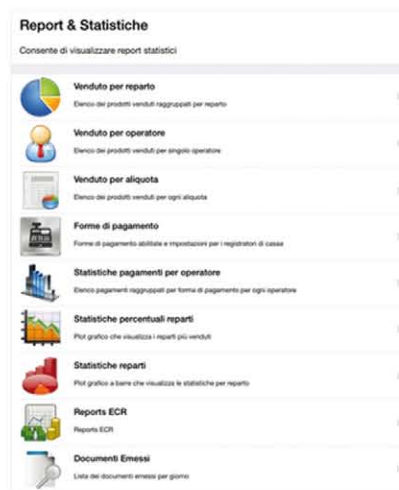 Report & Statistiche
Consente di visualizzare report statistici
Venduto per reparto
Elenco dei prodotti venduti raggruppati per reparto
Venduto per operatore
Elenco dei prodotti venduti per singolo operatore
Venduto per aliquota
Elenco dei prodotti venduti per ogni aliquota
Forme di pagamento
Forme di pagamento abilitate e impostazioni per i registratori di cassa
Statistiche pagamenti per operatore
Elenco pagamenti raggruppati per forma di pagamento per ogni operatore
Statistiche percentuali reparti
Plot grafico che visualizza i reparti più venduti
Statistiche reparti
Plot grafico a barre che visualizza le statistiche per reparto
Reports ECR
Reports ECR
Documenti Emessi
Lista dei documenti emessi per giorno